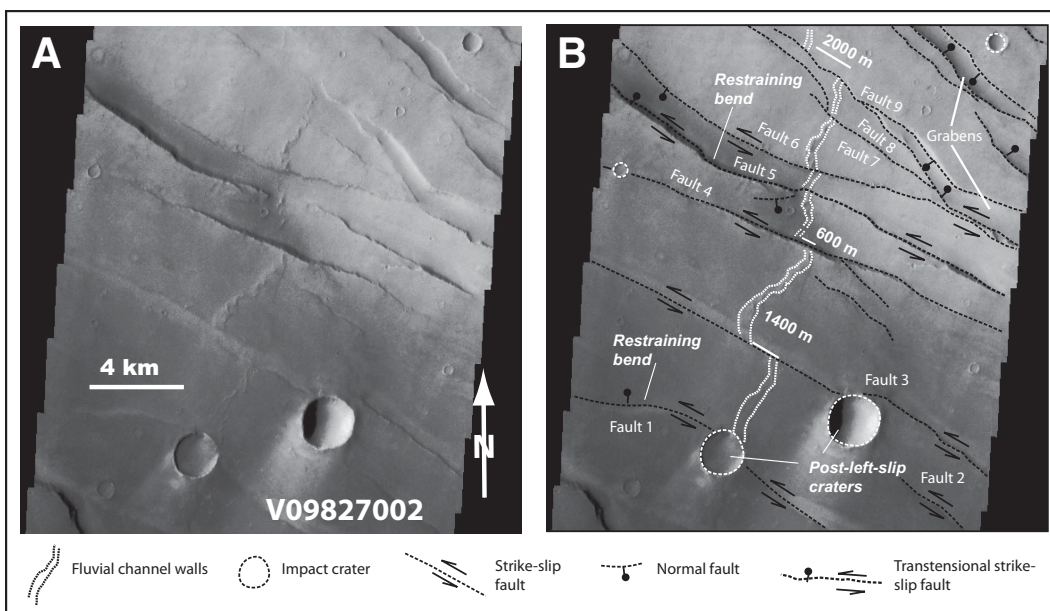 A
4 km
N
V09827002
B
2000 m
Restraining
bend
Fault 9
Fault 8
Fault 7
Fault 6
Grabens
Fault 5
Fault 4
600 m
1400 m
Restraining
bend
Fault 3
Fault 1
Post-left-slip
craters
Fault 2
Fluvial channel walls
Impact crater
Strike-slip
fault
Normal fault
Transtensional strike-
slip fault